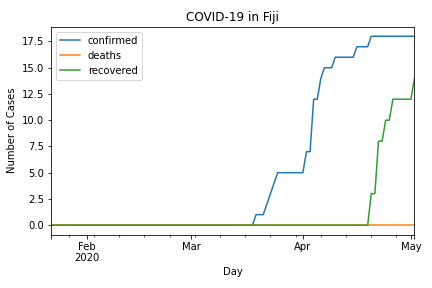 COVID-19 in Fiji
confirmed
deaths
recovered
17.5
15.0
12.5
10.0
7.5
5.0
2.5
0.0
Number of Cases
Feb
2020
Mar
Apr
May
Day